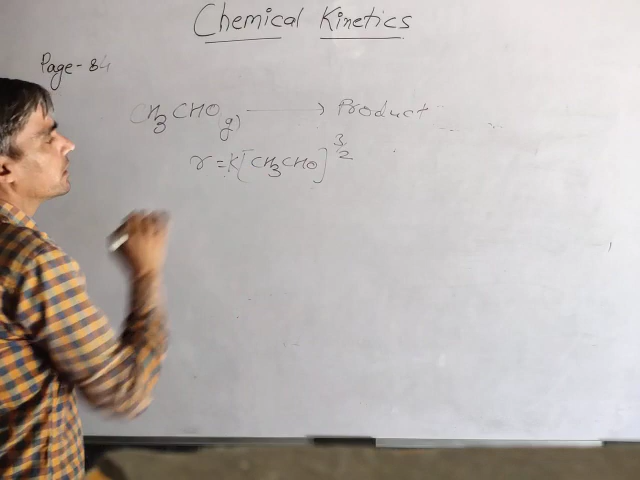 Chemical Kinetics
Page-84
CH3CHO(g) → Product
r = K[CH3CHO]^3/2